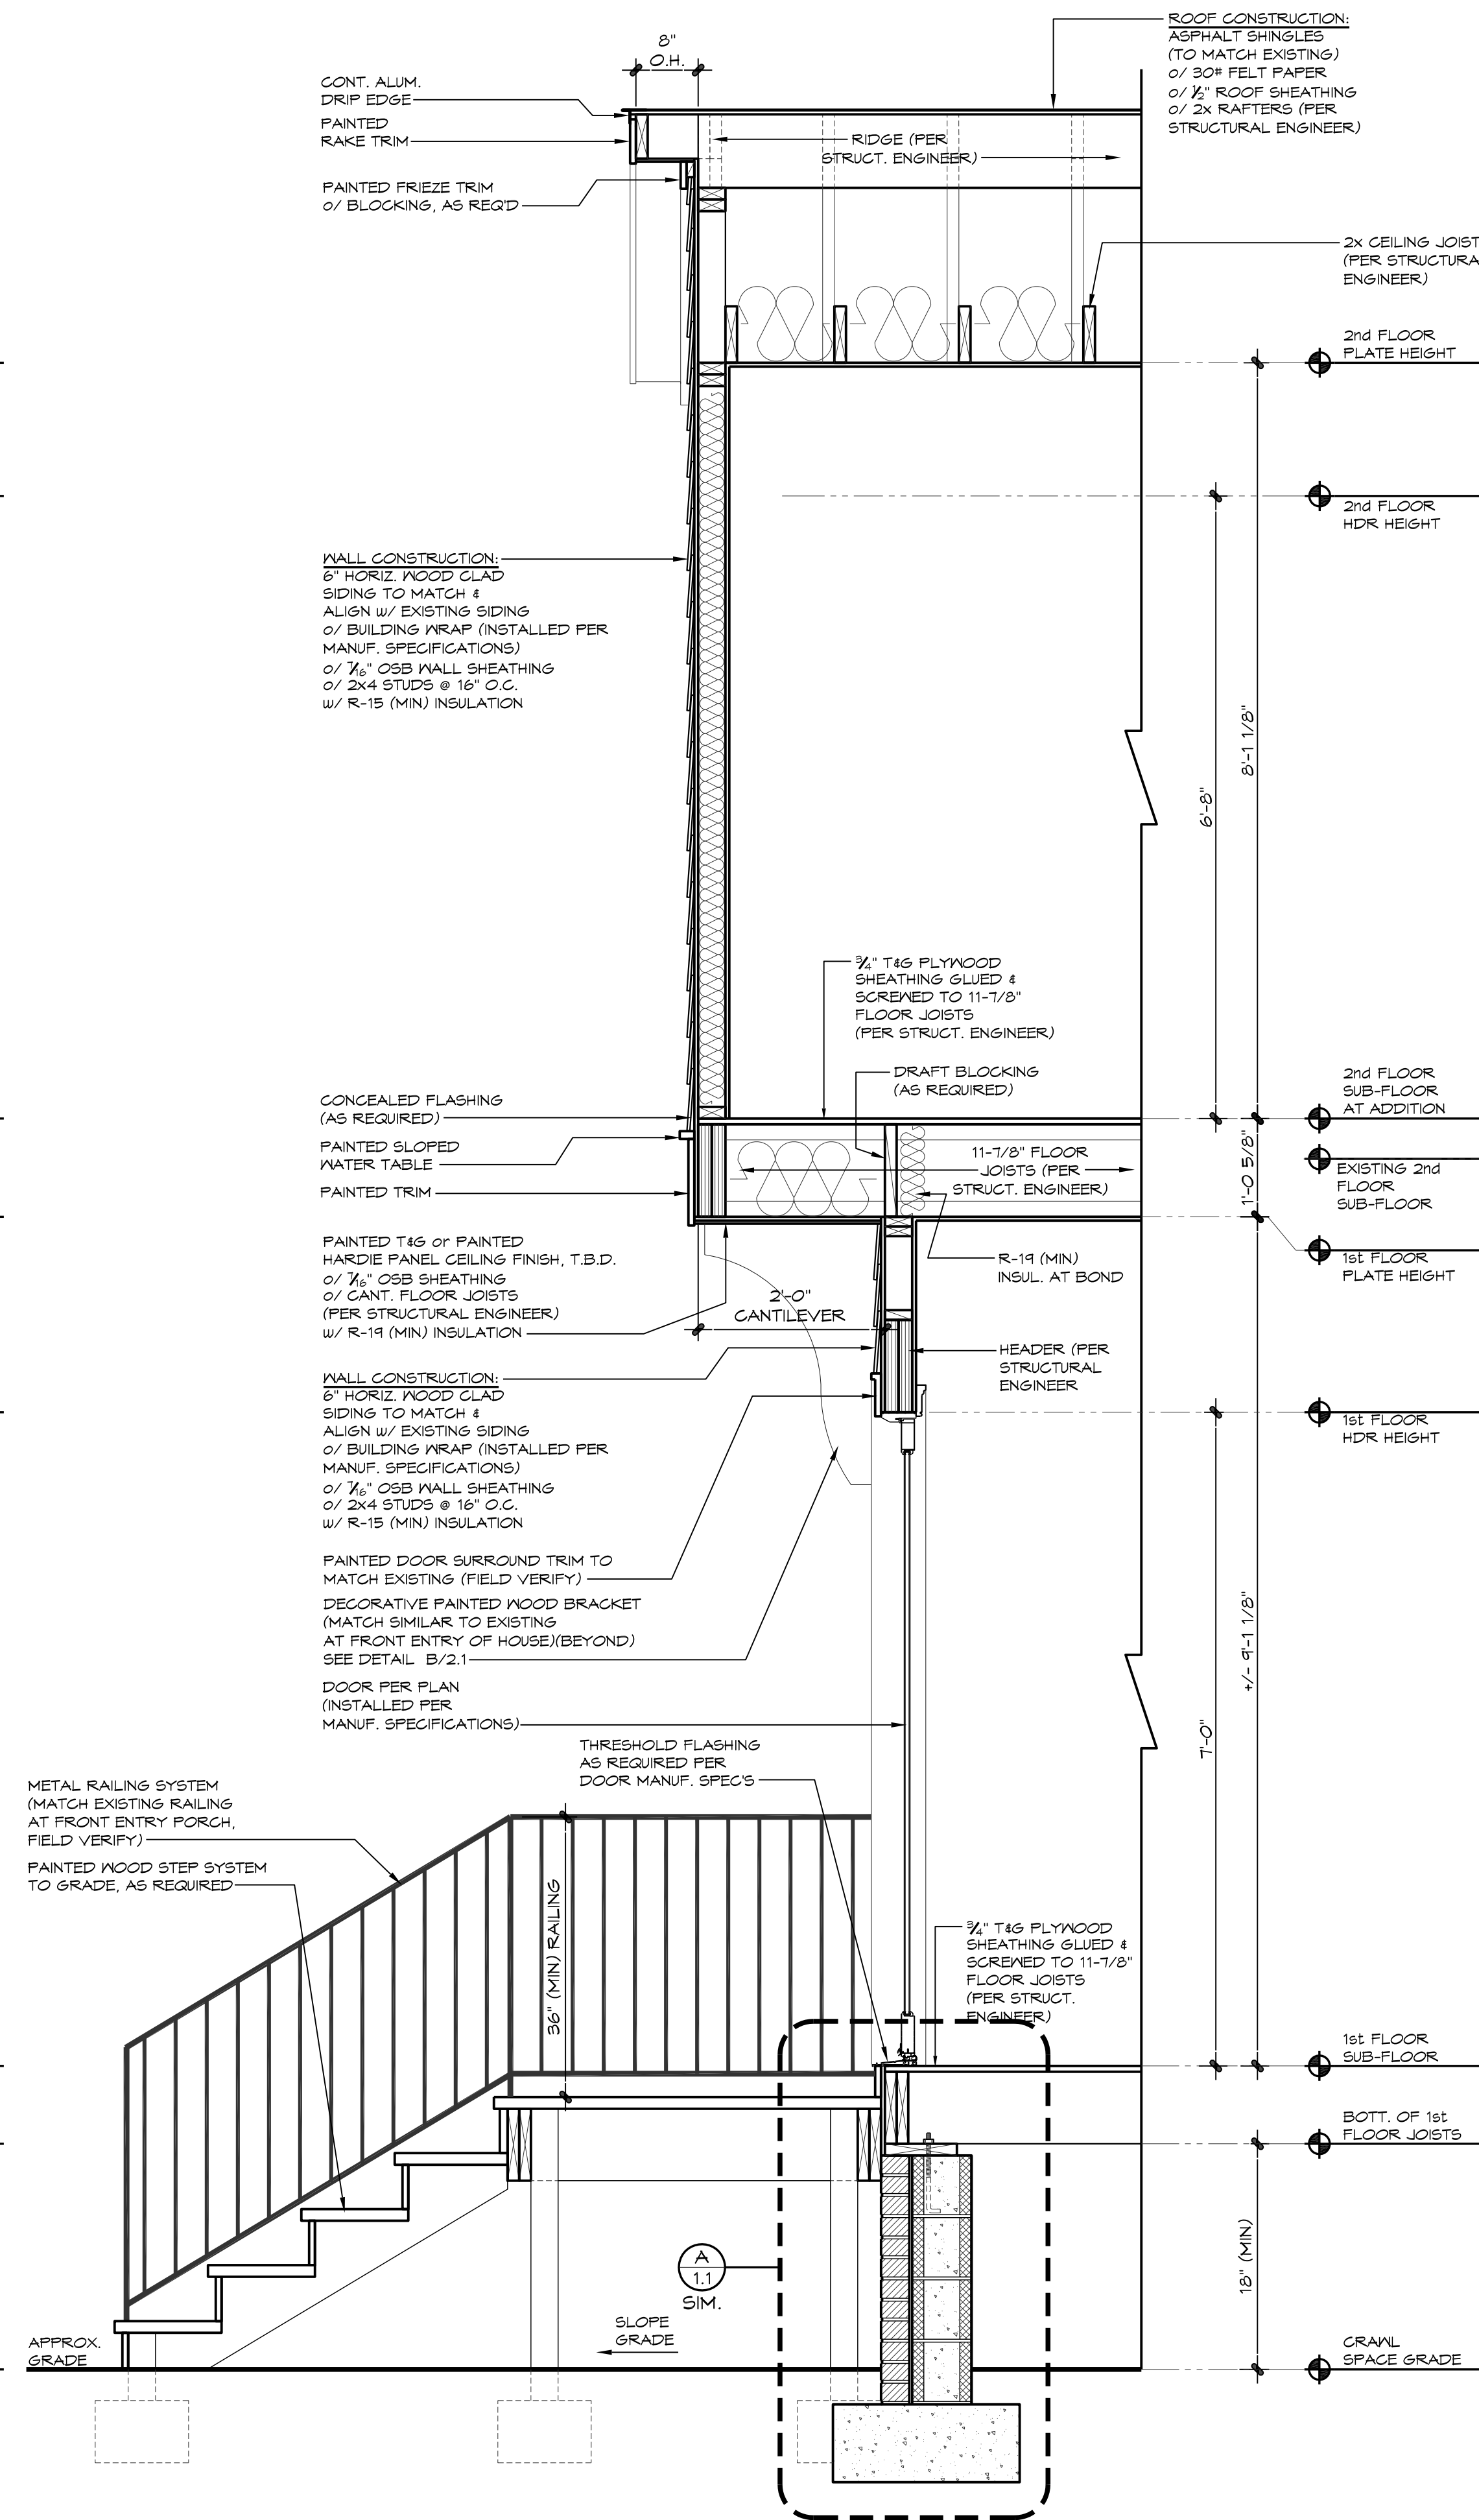 ROOF CONSTRUCTION:
ASPHALT SHINGLES
(TO MATCH EXISTING)
o/ 30# FELT PAPER
o/ ½" ROOF SHEATHING
o/ 2x RAFTERS (PER
STRUCTURAL ENGINEER)
8"
O.H.
CONT. ALUM.
DRIP EDGE
PAINTED
RAKE TRIM
RIDGE (PER
STRUCT. ENGINEER)
PAINTED FRIEZE TRIM
o/ BLOCKING, AS REQ'D
2x CEILING JOIST
(PER STRUCTURA
ENGINEER)
2nd FLOOR
PLATE HEIGHT
2nd FLOOR
HDR HEIGHT
WALL CONSTRUCTION:
6" HORIZ. WOOD CLAD
SIDING TO MATCH &
ALIGN w/ EXISTING SIDING
o/ BUILDING WRAP (INSTALLED PER
MANUF. SPECIFICATIONS)
o/ 7/16" OSB WALL SHEATHING
o/ 2x4 STUDS @ 16" O.C.
w/ R-15 (MIN) INSULATION
6'-8"
8'-1 1/8"
3/4" T&G PLYWOOD
SHEATHING GLUED &
SCREWED TO 11-7/8"
FLOOR JOISTS
(PER STRUCT. ENGINEER)
DRAFT BLOCKING
(AS REQUIRED)
2nd FLOOR
SUB-FLOOR
AT ADDITION
CONCEALED FLASHING
(AS REQUIRED)
PAINTED SLOPED
WATER TABLE
PAINTED TRIM
11-7/8" FLOOR
JOISTS (PER
STRUCT. ENGINEER)
1'-0 5/8"
EXISTING 2nd
FLOOR
SUB-FLOOR
1st FLOOR
PLATE HEIGHT
PAINTED T&G or PAINTED
HARDIE PANEL CEILING FINISH, T.B.D.
o/ 7/16" OSB SHEATHING
o/ CANT. FLOOR JOISTS
(PER STRUCTURAL ENGINEER)
w/ R-19 (MIN) INSULATION
R-19 (MIN)
INSUL. AT BOND
2'-0"
CANTILEVER
HEADER (PER
STRUCTURAL
ENGINEER
WALL CONSTRUCTION:
6" HORIZ. WOOD CLAD
SIDING TO MATCH &
ALIGN w/ EXISTING SIDING
o/ BUILDING WRAP (INSTALLED PER
MANUF. SPECIFICATIONS)
o/ 7/16" OSB WALL SHEATHING
o/ 2x4 STUDS @ 16" O.C.
w/ R-15 (MIN) INSULATION
1st FLOOR
HDR HEIGHT
PAINTED DOOR SURROUND TRIM TO
MATCH EXISTING (FIELD VERIFY)
DECORATIVE PAINTED WOOD BRACKET
(MATCH SIMILAR TO EXISTING
AT FRONT ENTRY OF HOUSE)(BEYOND)
SEE DETAIL B/2.1
DOOR PER PLAN
(INSTALLED PER
MANUF. SPECIFICATIONS)
+/- 9'-1 1/8"
7'-0"
THRESHOLD FLASHING
AS REQUIRED PER
DOOR MANUF. SPEC'S
METAL RAILING SYSTEM
(MATCH EXISTING RAILING
AT FRONT ENTRY PORCH,
FIELD VERIFY)
PAINTED WOOD STEP SYSTEM
TO GRADE, AS REQUIRED
36" (MIN) RAILING
3/4" T&G PLYWOOD
SHEATHING GLUED &
SCREWED TO 11-7/8"
FLOOR JOISTS
(PER STRUCT.
ENGINEER)
1st FLOOR
SUB-FLOOR
BOTT. OF 1st
FLOOR JOISTS
A
1.1
SIM.
18" (MIN)
SLOPE
GRADE
APPROX.
GRADE
CRAWL
SPACE GRADE